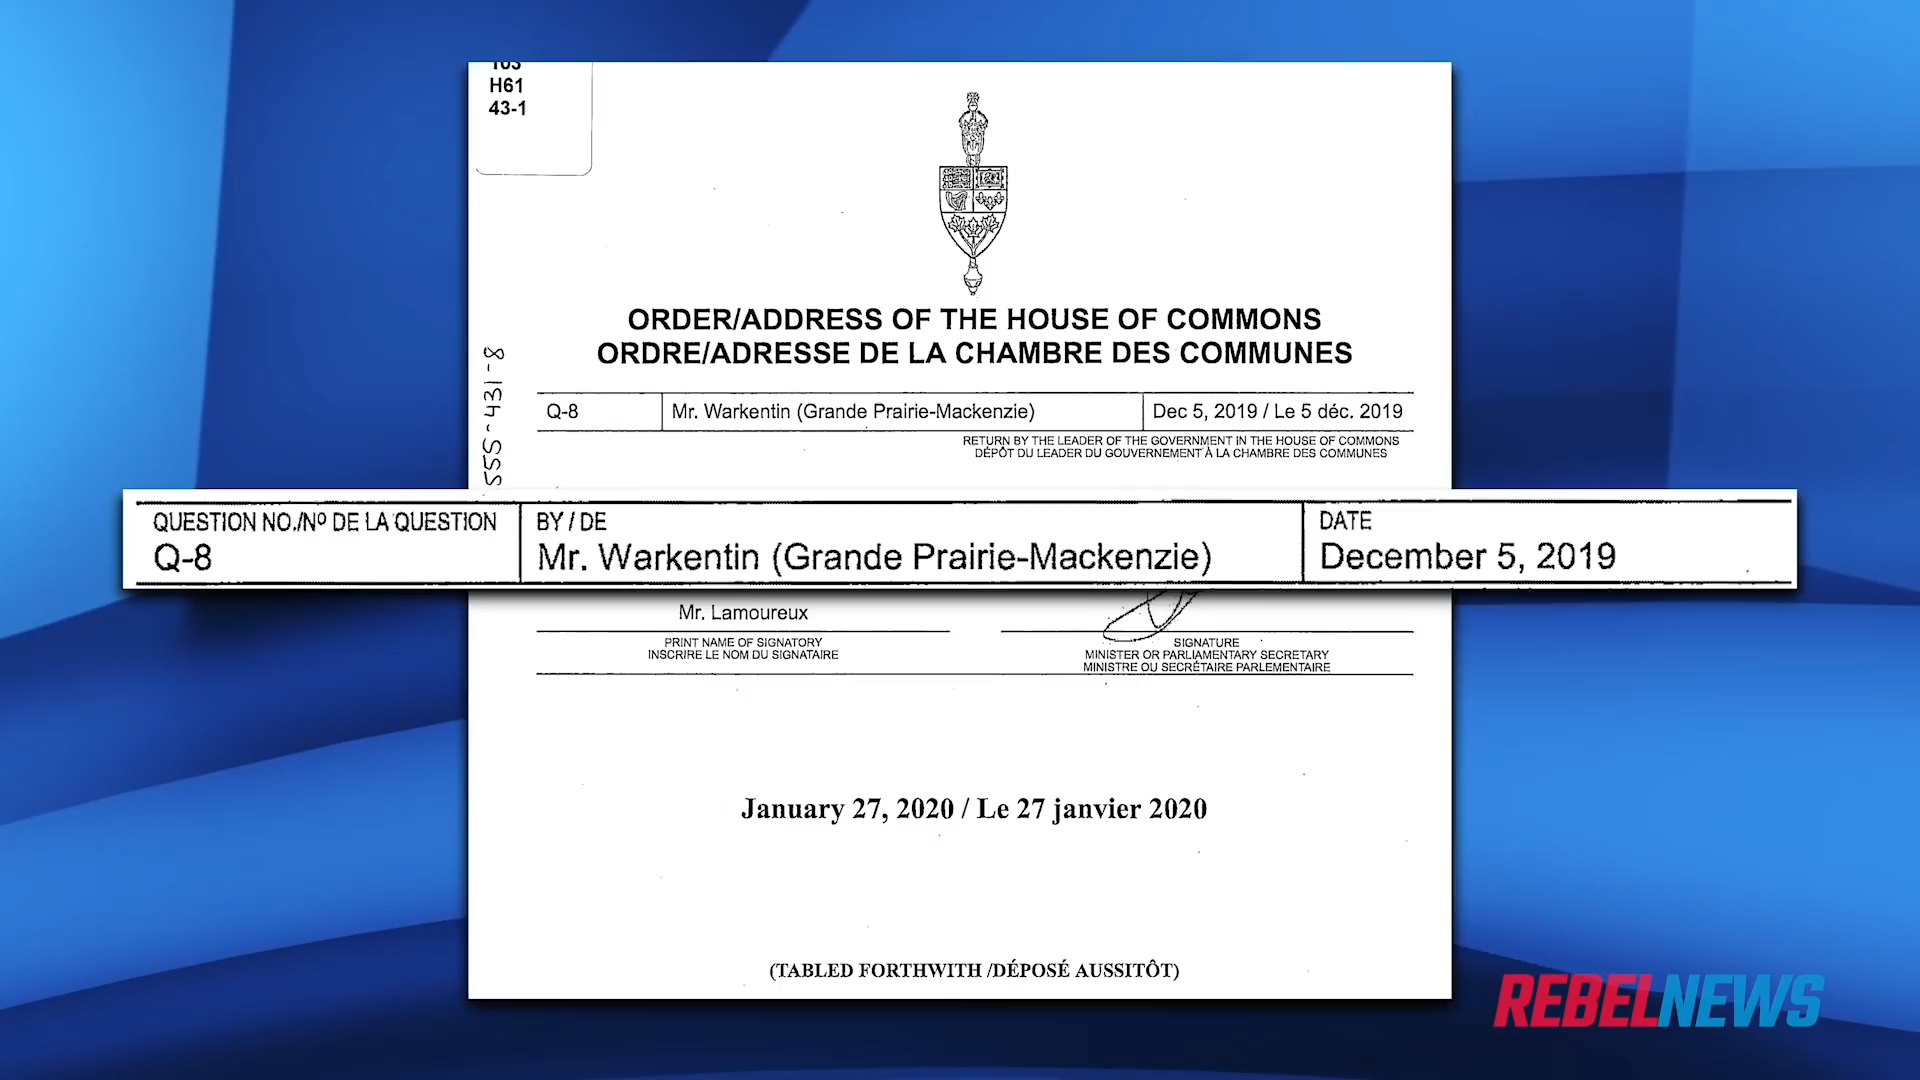 103
H61
43-1
ORDER/ADDRESS OF THE HOUSE OF COMMONS
ORDRE/ADRESSE DE LA CHAMBRE DES COMMUNES
555-431-8
Q-8 Mr. Warkentin (Grande Prairie-Mackenzie) Dec 5, 2019 / Le 5 déc. 2019
RETURN BY THE LEADER OF THE GOVERNMENT IN THE HOUSE OF COMMONS
DÉPÔT DU LEADER DU GOUVERNEMENT À LA CHAMBRE DES COMMUNES
QUESTION NO./Nº DE LA QUESTION BY / DE DATE
Q-8 Mr. Warkentin (Grande Prairie-Mackenzie) December 5, 2019
Mr. Lamoureux
PRINT NAME OF SIGNATORY
INSCRIRE LE NOM DU SIGNATAIRE
SIGNATURE
MINISTER OR PARLIAMENTARY SECRETARY
MINISTRE OU SECRÉTAIRE PARLEMENTAIRE
January 27, 2020 / Le 27 janvier 2020
(TABLED FORTHWITH /DÉPOSÉ AUSSITÔT)
REBELNEWS